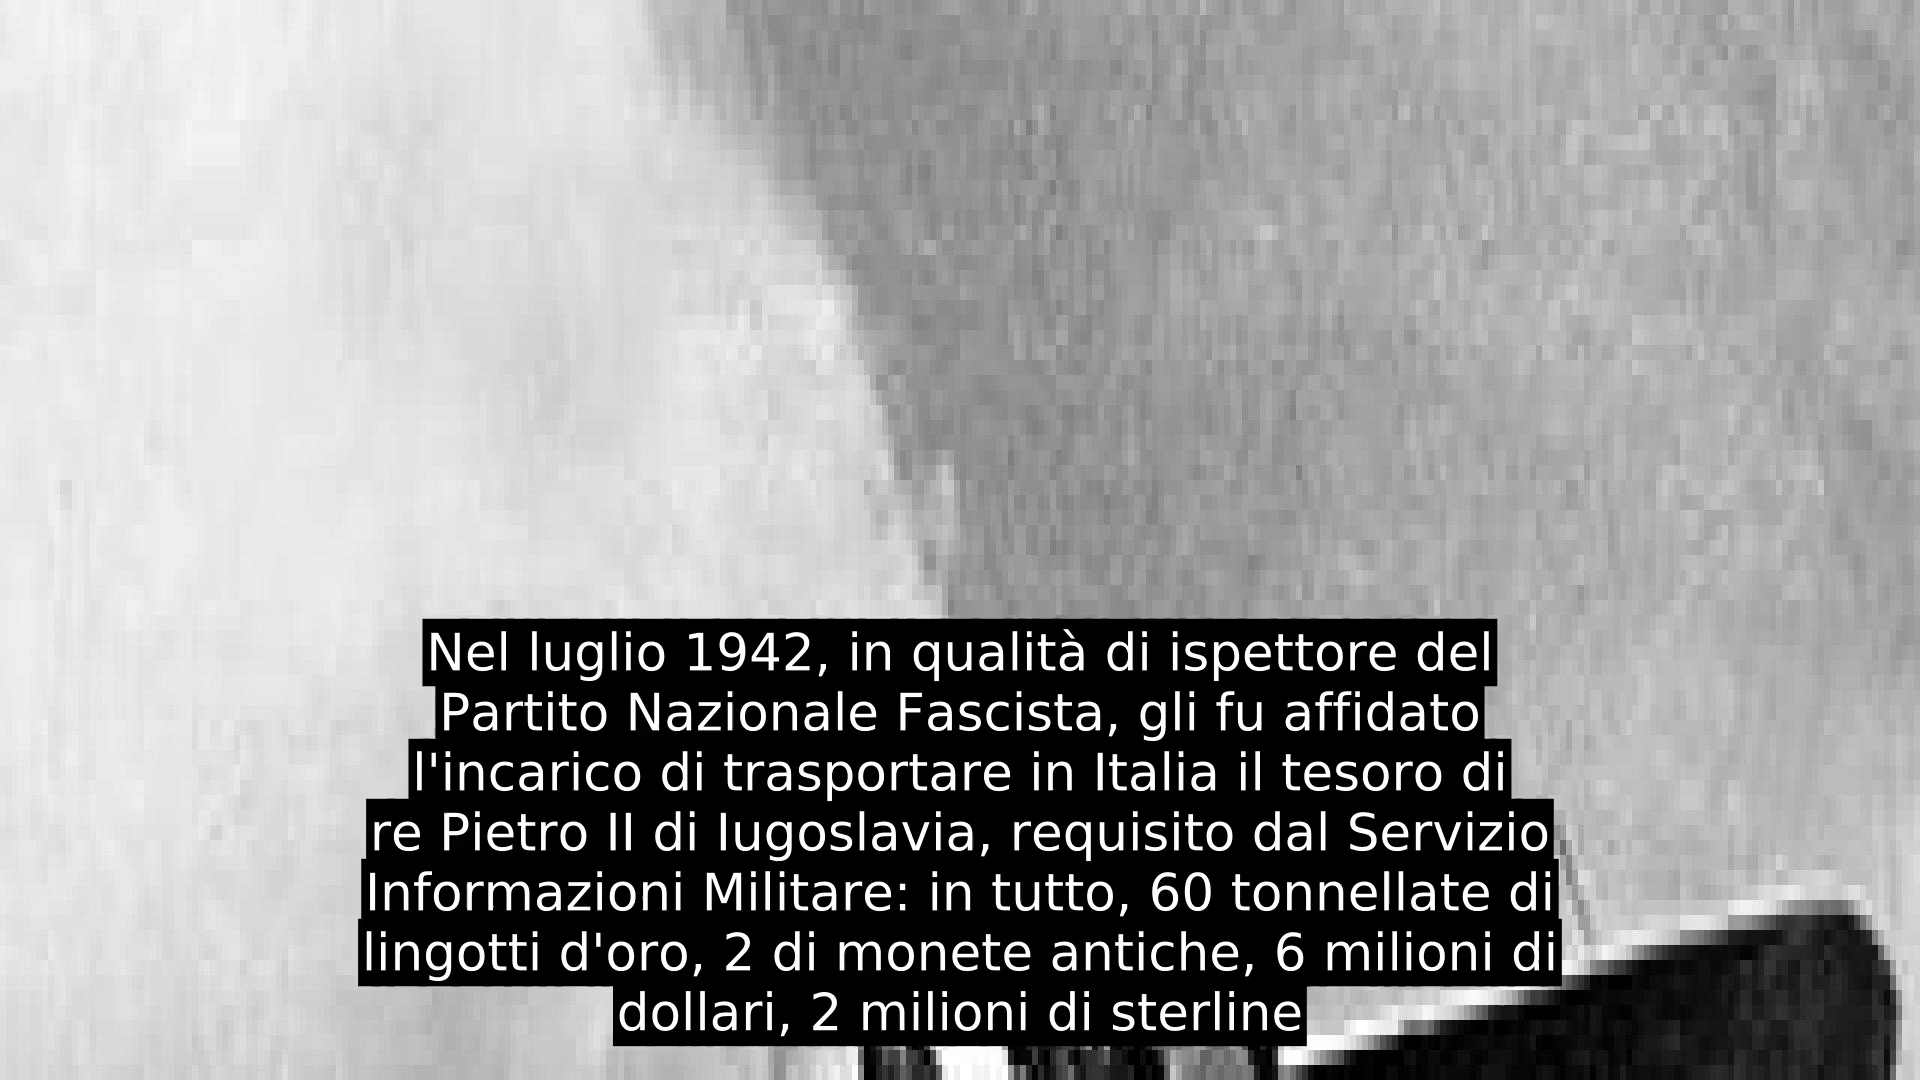 Nel luglio 1942, in qualità di ispettore del
Partito Nazionale Fascista, gli fu affidato
l'incarico di trasportare in Italia il tesoro di
re Pietro II di Iugoslavia, requisito dal Servizio
Informazioni Militare: in tutto, 60 tonnellate di
lingotti d'oro, 2 di monete antiche, 6 milioni di
dollari, 2 milioni di sterline